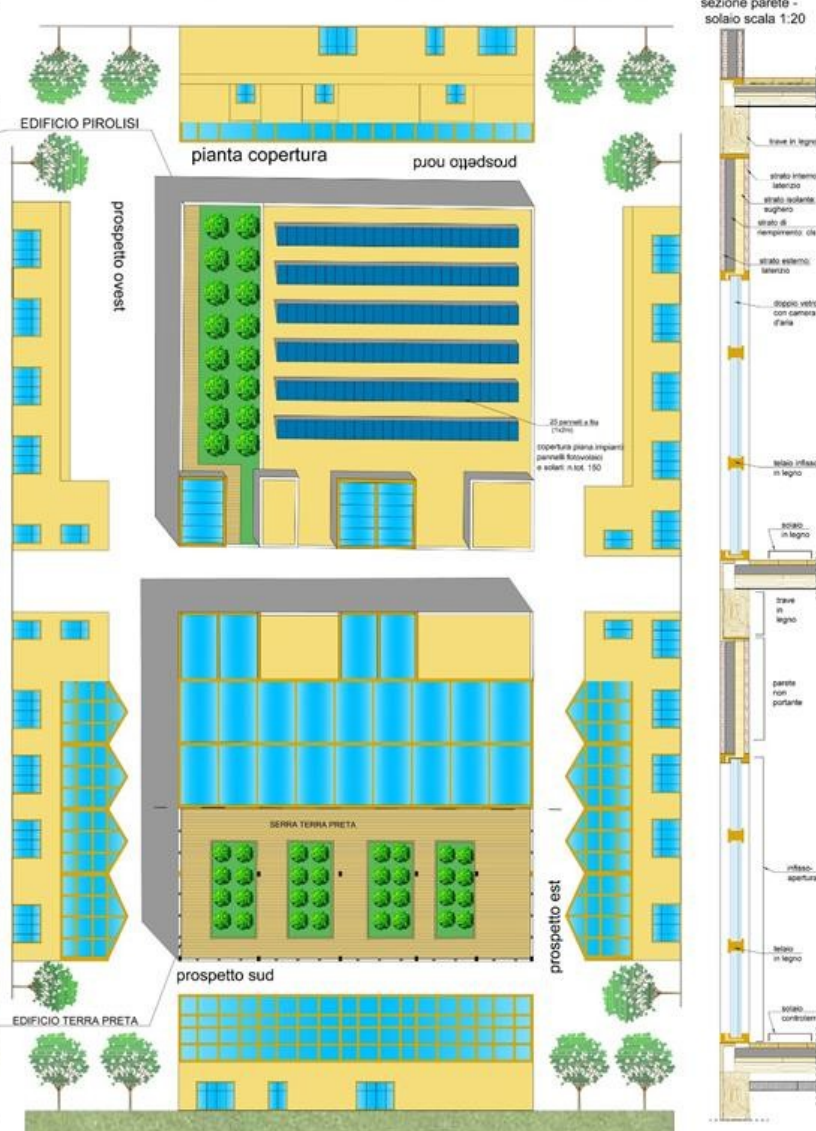 sezione parete -
solaio scala 1:20
EDIFICIO PIROLISI
pianta copertura
prospetto nord
prospetto ovest
trave in legno
strato interno:
laterizio
strato isolante:
sughero
strato di
riempimento: cls
strato esterno:
laterizio
doppio vetro
con camera
d'aria
20 pannelli a fila
(1x2m)
copertura piana impianti
pannelli fotovoltaici
e solari: n.tot. 150
telaio infisso
in legno
solaio
in legno
trave
in
legno
parete
non
portante
SERRA TERRA PRETA
infisso-
apertura
prospetto est
telaio
in legno
prospetto sud
EDIFICIO TERRA PRETA
solaio